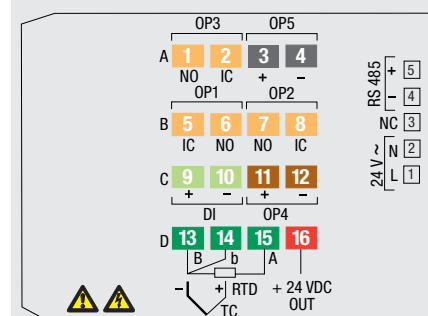 OP3 OP5
A 1 2 3 4
NO IC + −
OP1 OP2
B 5 6 7 8
IC NO NO IC
C 9 10 11 12
+ − + −
DI OP4
D 13 14 15 16
B b A
− + RTD + 24 VDC
TC OUT
RS 485 + 5
− 4
NC 3
24 V ~ N 2
L 1